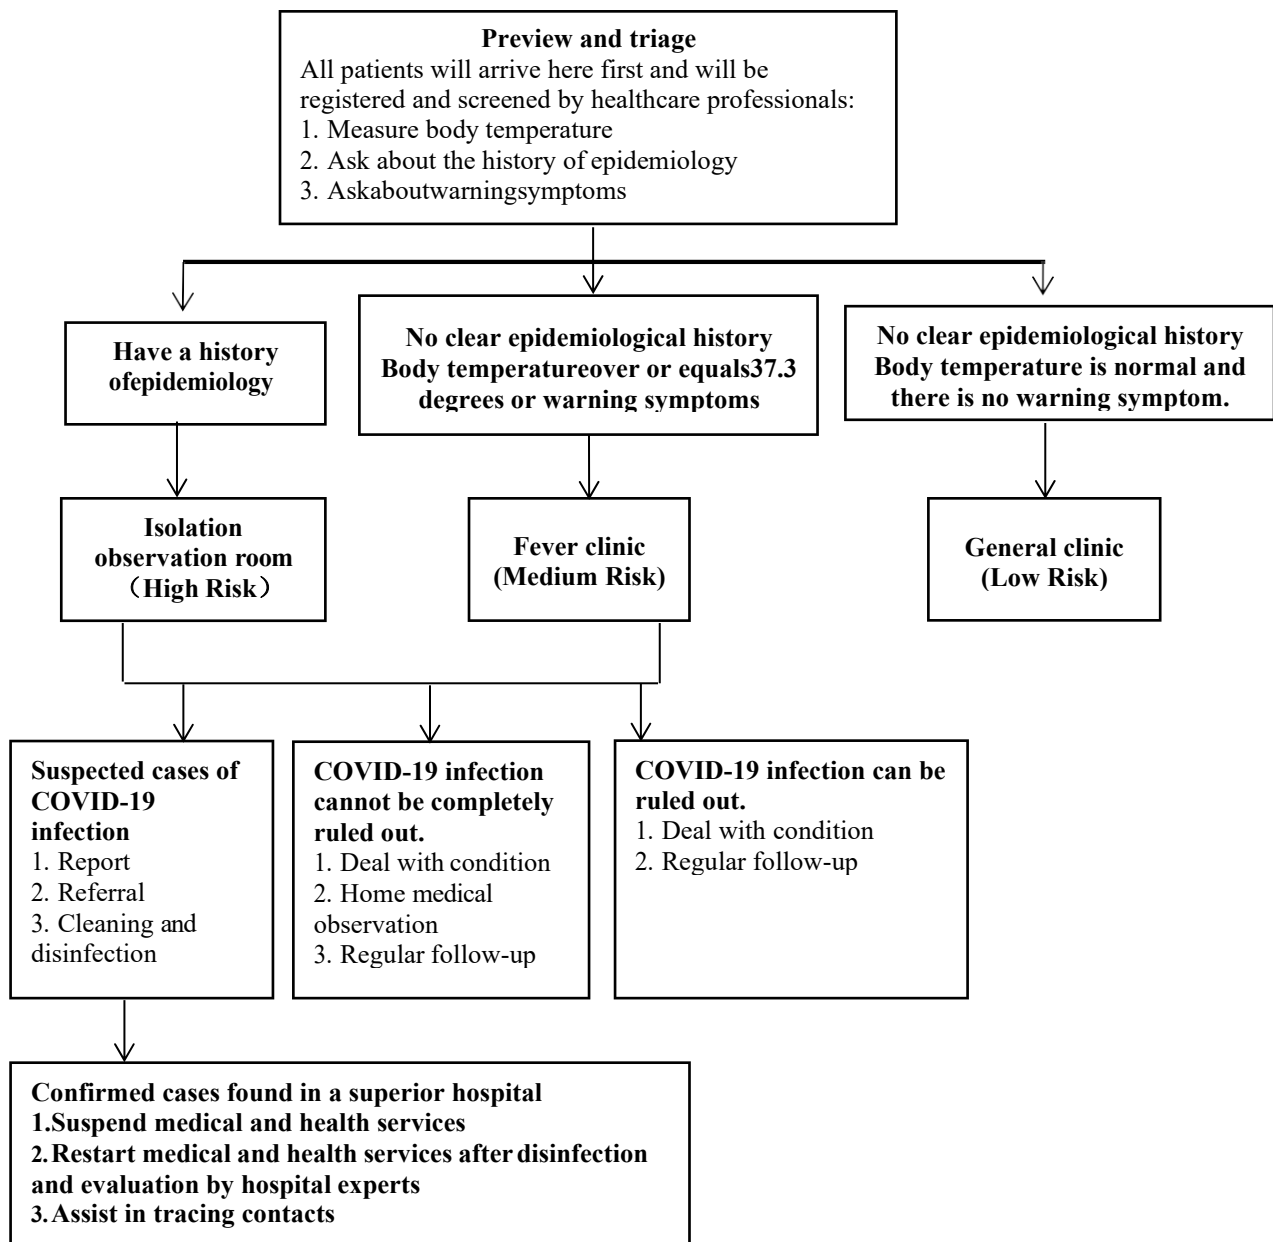 Preview and triage
All patients will arrive here first and will be
registered and screened by healthcare professionals:
1. Measure body temperature
2. Ask about the history of epidemiology
3. Askaboutwarningsymptoms
Have a history
ofepidemiology
No clear epidemiological history
Body temperatureover or equals37.3
degrees or warning symptoms
No clear epidemiological history
Body temperature is normal and
there is no warning symptom.
Isolation
observation room
（High Risk）
Fever clinic
(Medium Risk)
General clinic
(Low Risk)
Suspected cases of
COVID-19
infection
1. Report
2. Referral
3. Cleaning and
disinfection
COVID-19 infection
cannot be completely
ruled out.
1. Deal with condition
2. Home medical
observation
3. Regular follow-up
COVID-19 infection can be
ruled out.
1. Deal with condition
2. Regular follow-up
Confirmed cases found in a superior hospital
1.Suspend medical and health services
2.Restart medical and health services after disinfection
and evaluation by hospital experts
3.Assist in tracing contacts